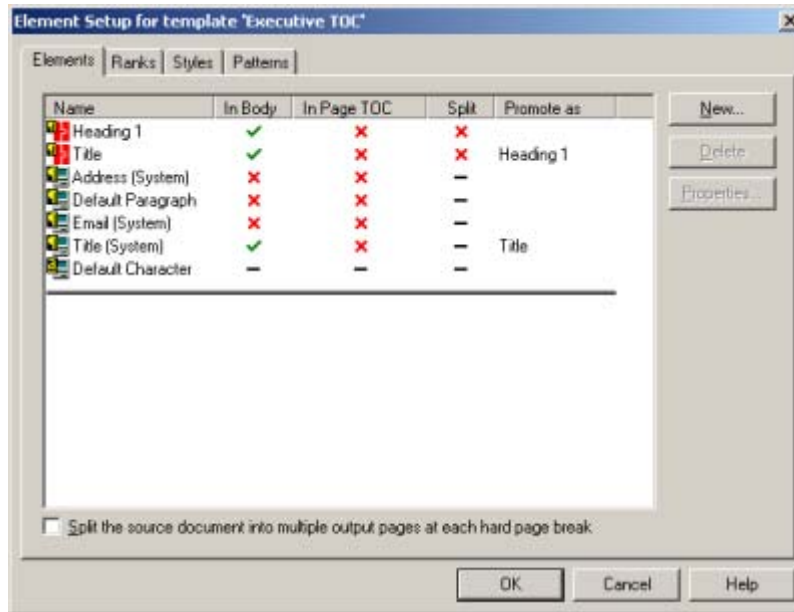 Element Setup for template 'Executive TOC'
Elements Ranks Styles Patterns
Name In Body In Page TOC Split Promote as
Heading 1
Title Heading 1
Address (System)
Default Paragraph
Email (System)
Title (System) Title
Default Character
New...
Delete
Properties...
Split the source document into multiple output pages at each hard page break
OK Cancel Help